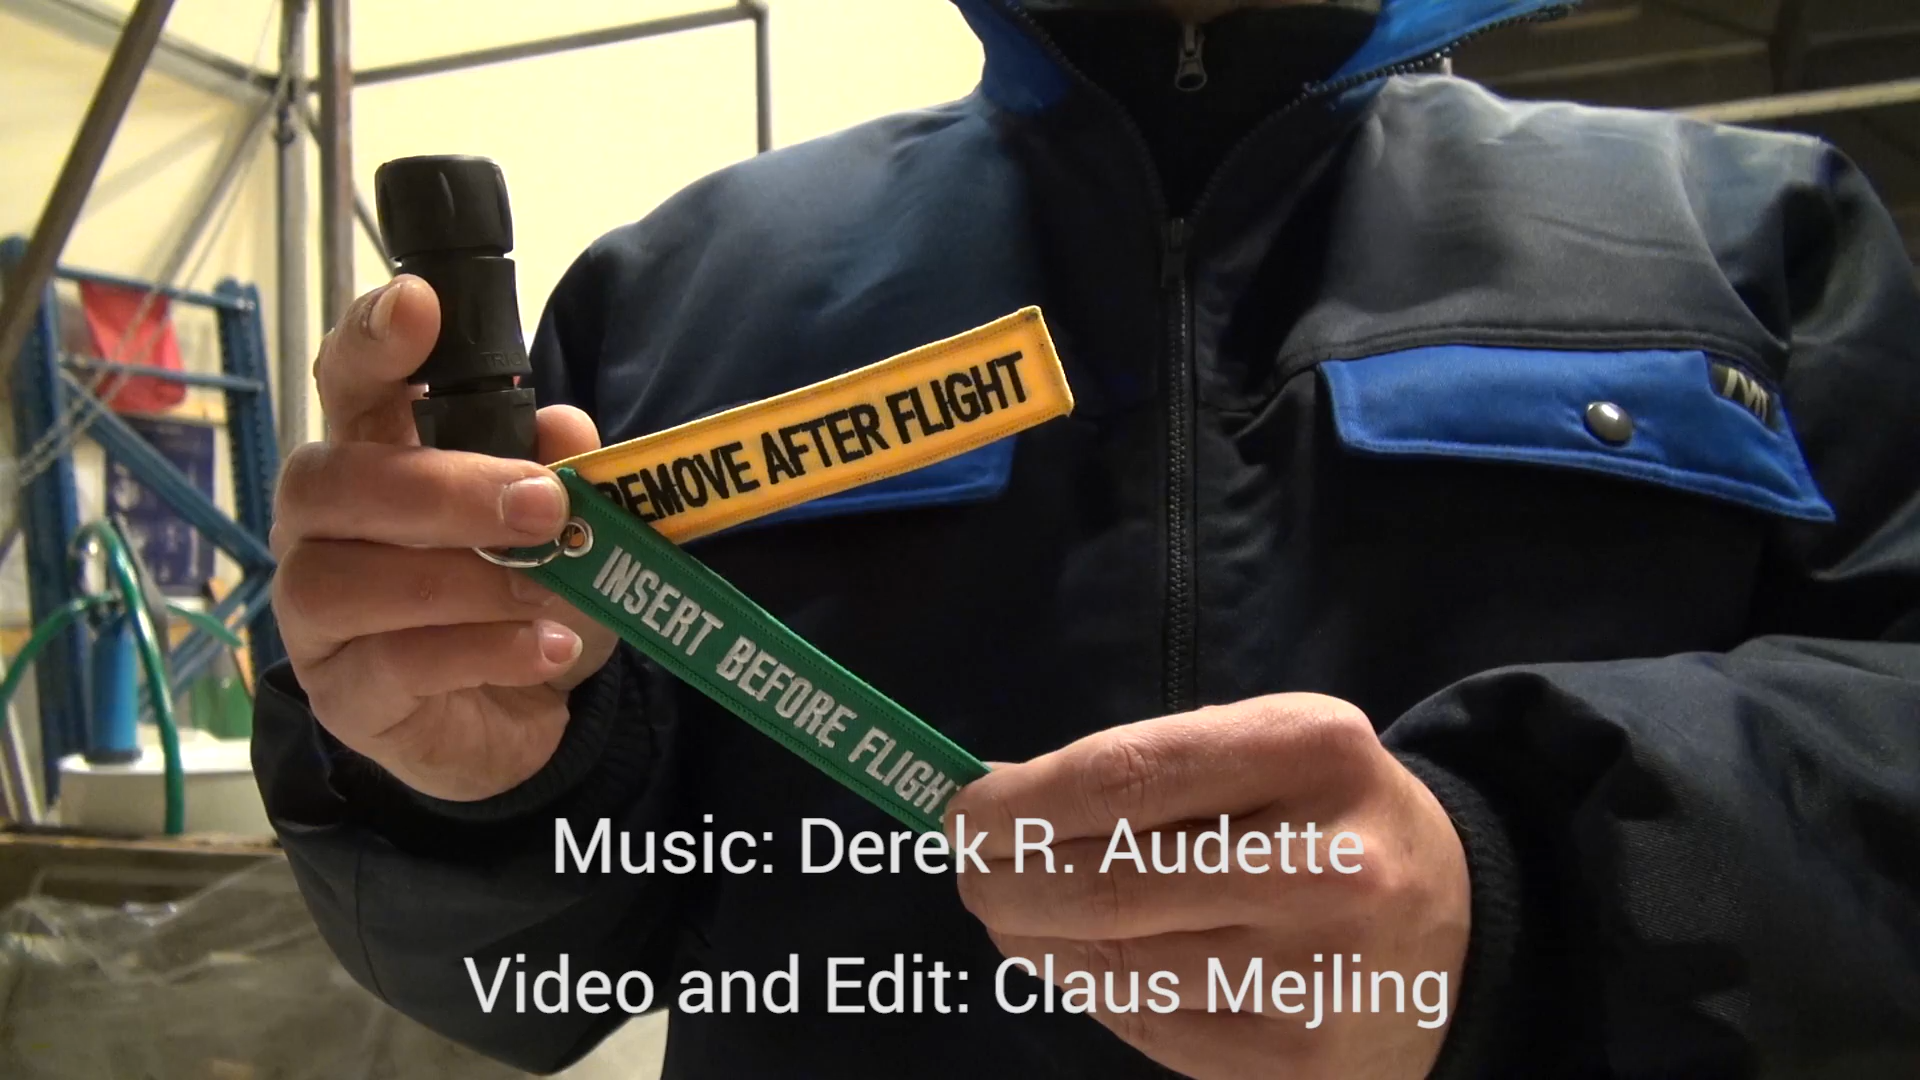 REMOVE AFTER FLIGHT
INSERT BEFORE FLIGHT
Music: Derek R. Audette
Video and Edit: Claus Mejling